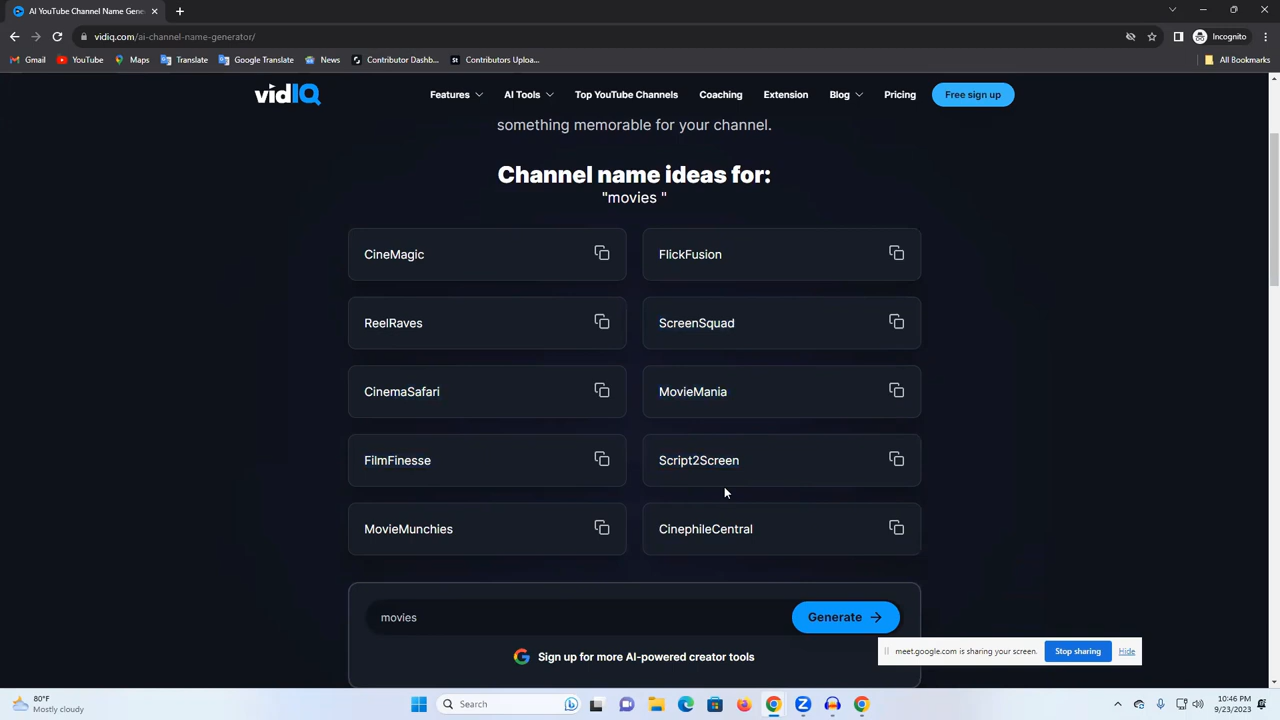 AI YouTube Channel Name Gene
vidiq.com/ai-channel-name-generator/
Incognito
Gmail
YouTube
Maps
Translate
Google Translate
News
Contributor Dashb...
Contributors Uploa...
All Bookmarks
vidIQ
Features
AI Tools
Top YouTube Channels
Coaching
Extension
Blog
Pricing
Free sign up
something memorable for your channel.
Channel name ideas for:
"movies "
CineMagic
FlickFusion
ReelRaves
ScreenSquad
CinemaSafari
MovieMania
FilmFinesse
Script2Screen
MovieMunchies
CinephileCentral
movies
Generate
Sign up for more AI-powered creator tools
meet.google.com is sharing your screen.
Stop sharing
Hide
80°F
Mostly cloudy
Search
10:46 PM
9/23/2023